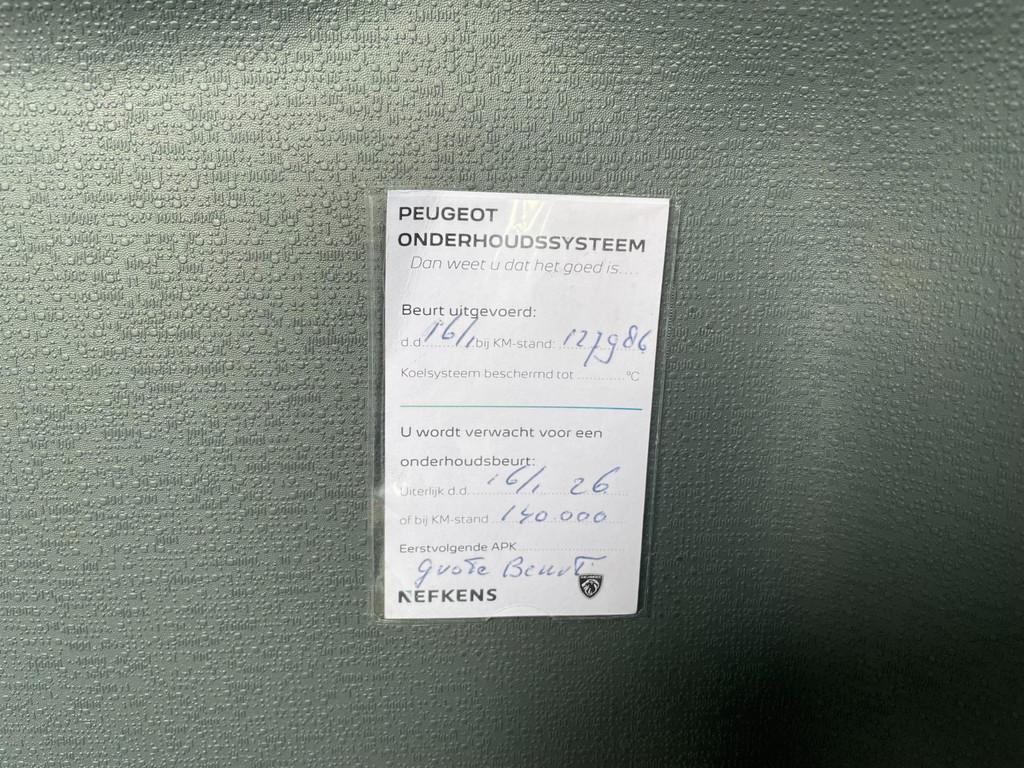 PEUGEOT
ONDERHOUDSSYSTEEM
Dan weet u dat het goed is....
Beurt uitgevoerd:
d.d. 16/1 bij KM-stand: 127986
Koelsysteem beschermd tot ............ °C
U wordt verwacht voor een
onderhoudsbeurt:
Uiterlijk d.d. 16/1 26
of bij KM-stand 140.000
Eerstvolgende APK
grote Beurt
PEUGEOT
NEFKENS